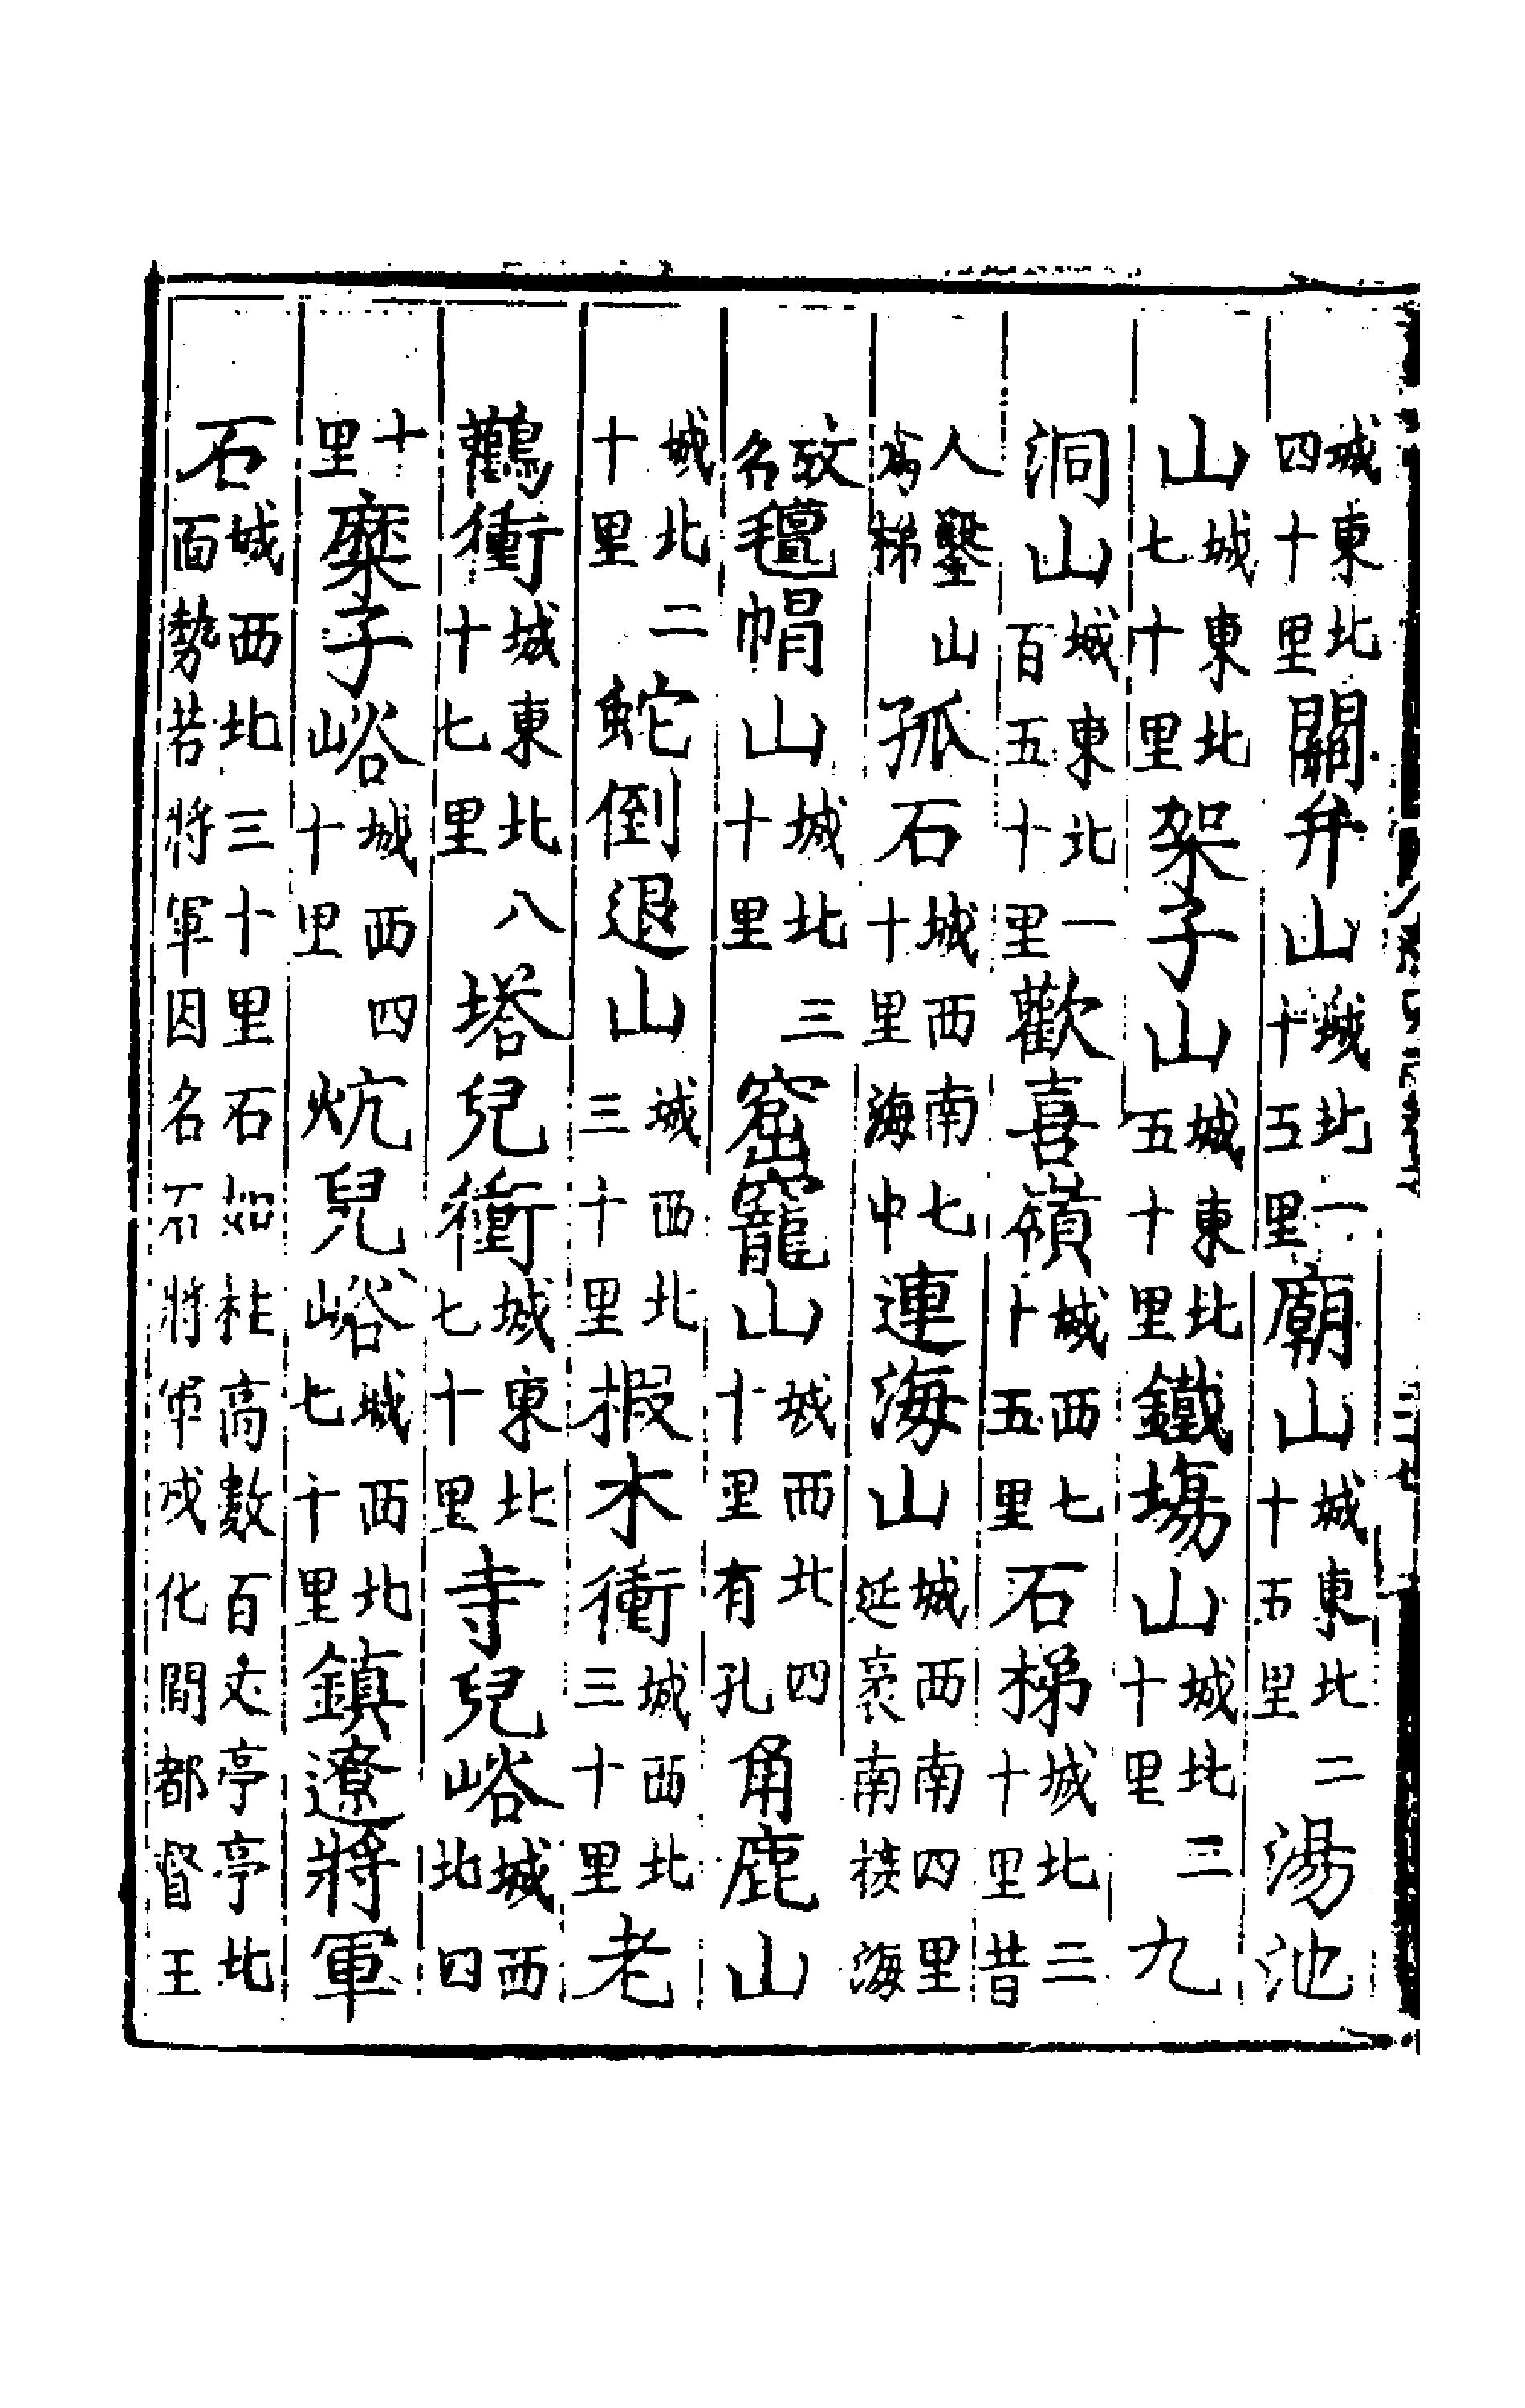 城東北四十里關弁山城北一十五里廟山城東北二十五里湯池
山城東北七十里架子山城東北五十里鐵場山城北三十里九
洞山城東北一百五十里歡喜嶺城西七十五里石梯城北三十里昔
人鑿山爲梯孤石城西南七十里海中連海山城西南四里延袤南接海
故名氊帽山城北三十里窟窿山城西北四十里有孔角鹿山
城北二十里蛇倒退山城西北三十里椵木衝城西北三十里老
鸛衝城東北八十七里塔兒衝城東北七十里寺兒峪城西北四
十里糜子峪城西四十里炕兒峪城西北七十里鎮遼將軍
石城西北三十里石如柱高數百丈亭亭北面勢若將軍因名石將軍成化間都督王